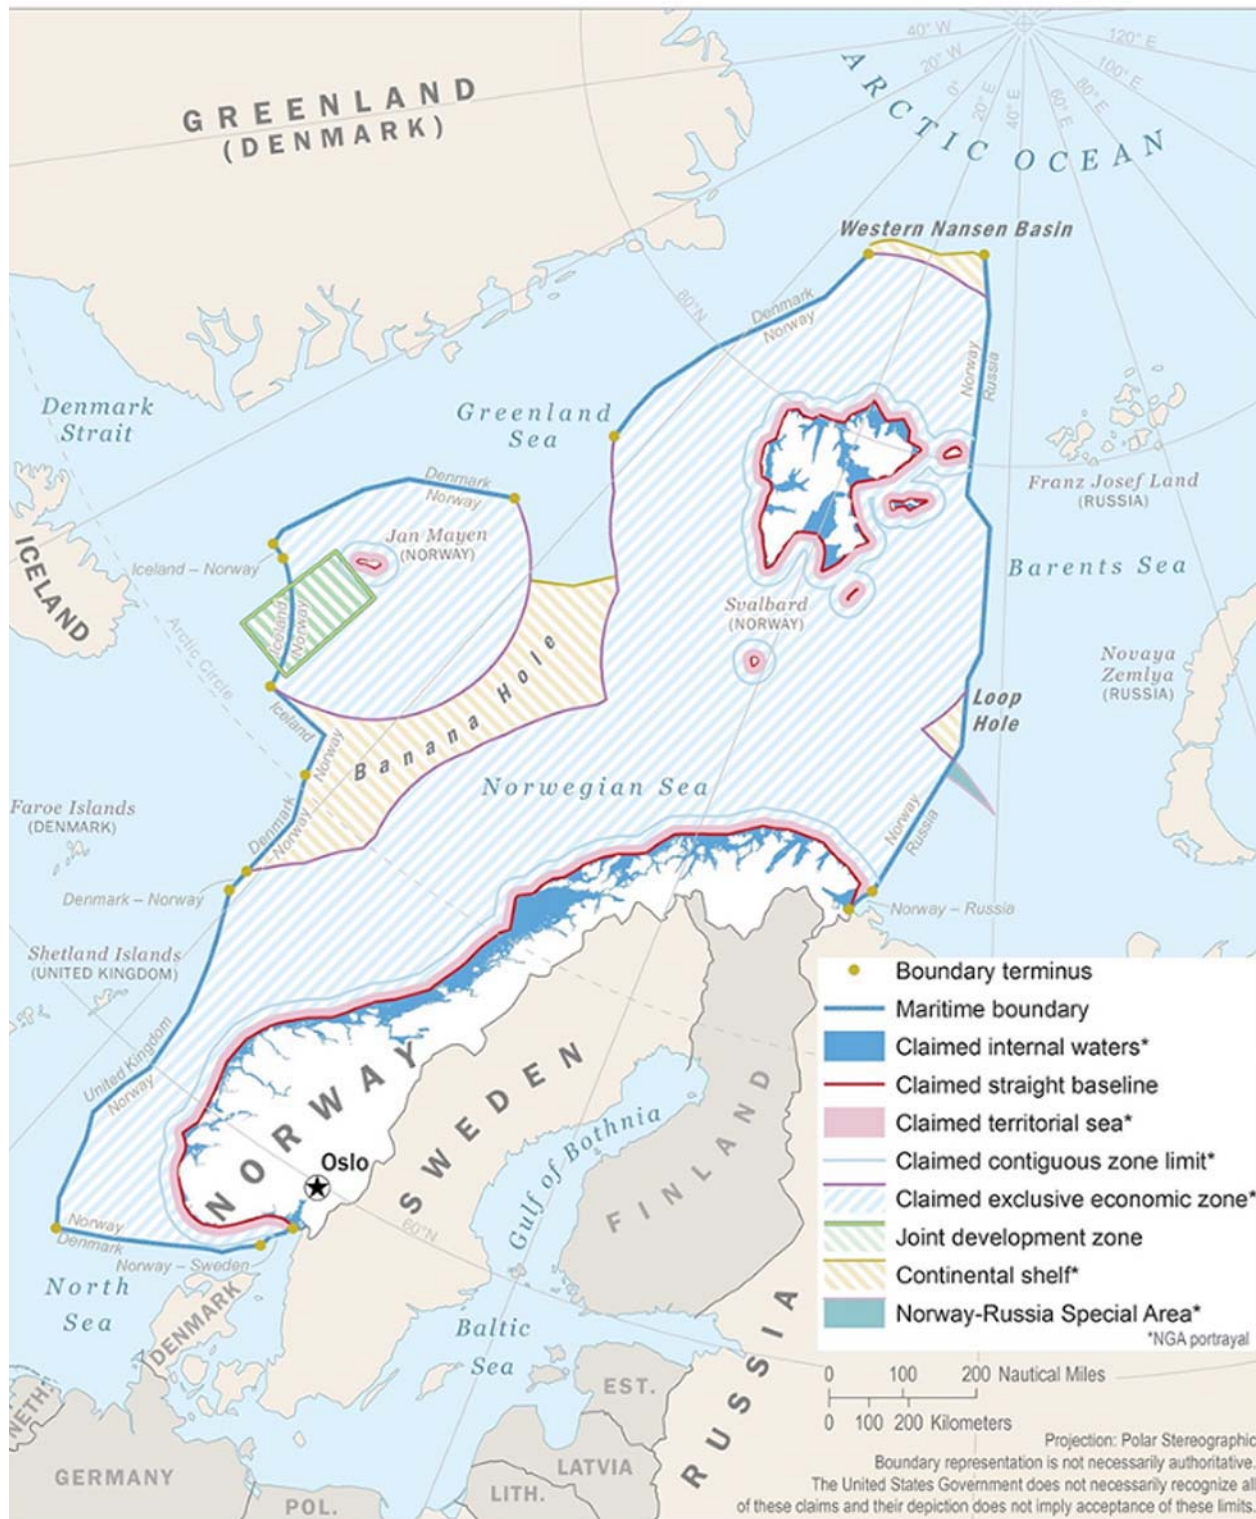 GREENLAND
(DENMARK)
40° W
20° W
0°
20° E
40° E
60° E
80° E
100° E
120° E
ARCTIC OCEAN
Western Nansen Basin
80°N
Denmark
Norway
Norway
Russia
Denmark
Strait
Greenland
Sea
Denmark
Norway
Jan Mayen
(NORWAY)
Iceland – Norway
ICELAND
Iceland
Norway
Arctic Circle
Franz Josef Land
(RUSSIA)
Barents Sea
Svalbard
(NORWAY)
Novaya
Zemlya
(RUSSIA)
Loop
Hole
Banana Hole
Iceland
Norway
Norwegian Sea
Faroe Islands
(DENMARK)
Denmark
Norway
Norway
Russia
Denmark – Norway
Norway – Russia
Shetland Islands
(UNITED KINGDOM)
United Kingdom
Norway
NORWAY
Oslo
SWEDEN
Gulf of Bothnia
FINLAND
60°N
Norway
Denmark
Norway – Sweden
North
Sea
DENMARK
Baltic
Sea
RUSSIA
NETH.
GERMANY
POL.
LITH.
LATVIA
EST.
Boundary terminus
Maritime boundary
Claimed internal waters*
Claimed straight baseline
Claimed territorial sea*
Claimed contiguous zone limit*
Claimed exclusive economic zone*
Joint development zone
Continental shelf*
Norway-Russia Special Area*
*NGA portrayal
0 100 200 Nautical Miles
0 100 200 Kilometers
Projection: Polar Stereographic
Boundary representation is not necessarily authoritative.
The United States Government does not necessarily recognize all
of these claims and their depiction does not imply acceptance of these limits.